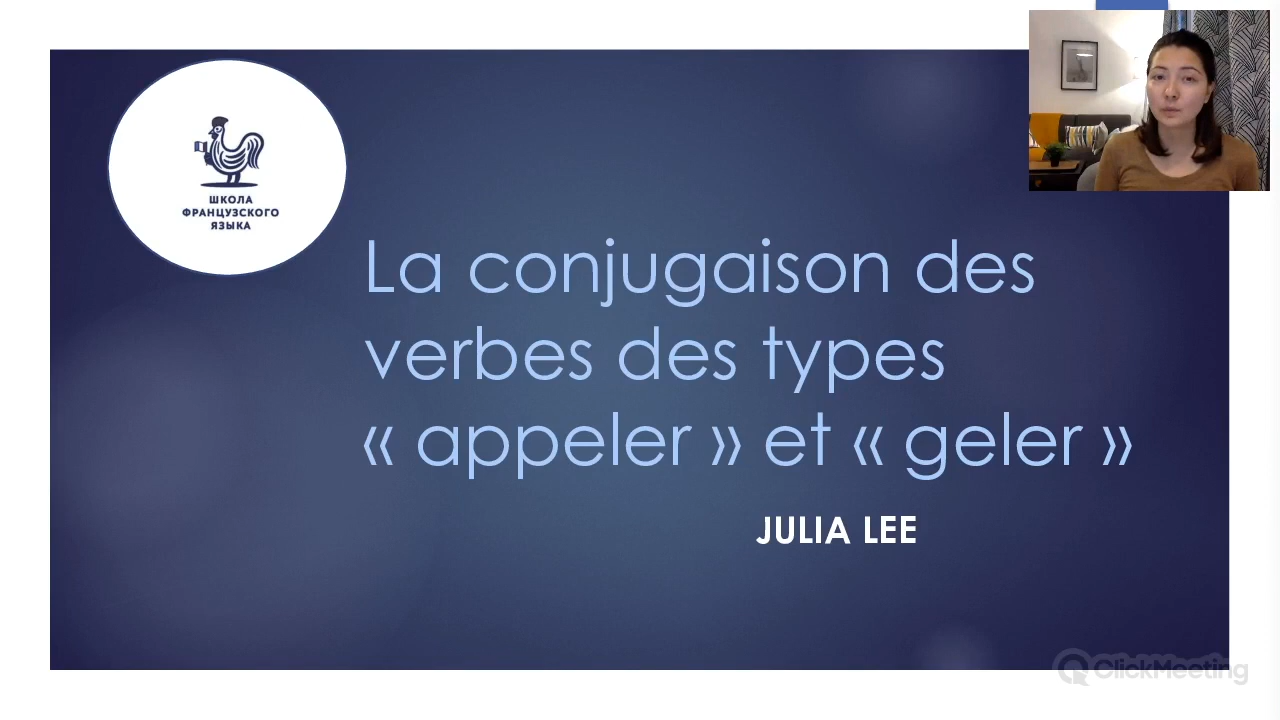 ШКОЛА
ФРАНЦУЗСКОГО
ЯЗЫКА
La conjugaison des
verbes des types
« appeler » et « geler »
JULIA LEE
ClickMeeting